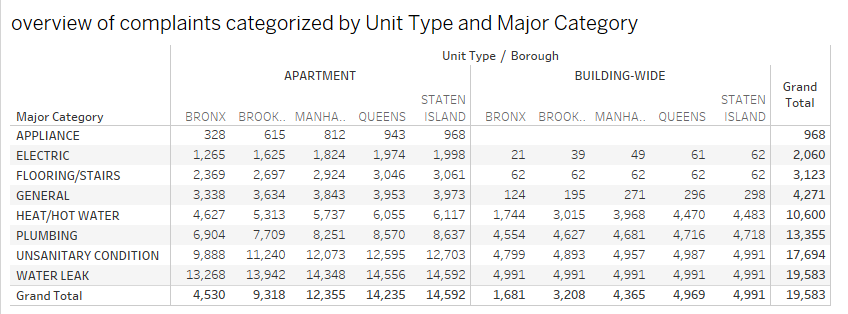 overview of complaints categorized by Unit Type and Major Category
Unit Type / Borough
APARTMENT BUILDING-WIDE Grand Total
Major Category BRONX BROOK.. MANHA.. QUEENS STATEN ISLAND BRONX BROOK.. MANHA.. QUEENS STATEN ISLAND
APPLIANCE 328 615 812 943 968 968
ELECTRIC 1,265 1,625 1,824 1,974 1,998 21 39 49 61 62 2,060
FLOORING/STAIRS 2,369 2,697 2,924 3,046 3,061 62 62 62 62 62 3,123
GENERAL 3,338 3,634 3,843 3,953 3,973 124 195 271 296 298 4,271
HEAT/HOT WATER 4,627 5,313 5,737 6,055 6,117 1,744 3,015 3,968 4,470 4,483 10,600
PLUMBING 6,904 7,709 8,251 8,570 8,637 4,554 4,627 4,681 4,716 4,718 13,355
UNSANITARY CONDITION 9,888 11,240 12,073 12,595 12,703 4,799 4,893 4,957 4,987 4,991 17,694
WATER LEAK 13,268 13,942 14,348 14,556 14,592 4,991 4,991 4,991 4,991 4,991 19,583
Grand Total 4,530 9,318 12,355 14,235 14,592 1,681 3,208 4,365 4,969 4,991 19,583